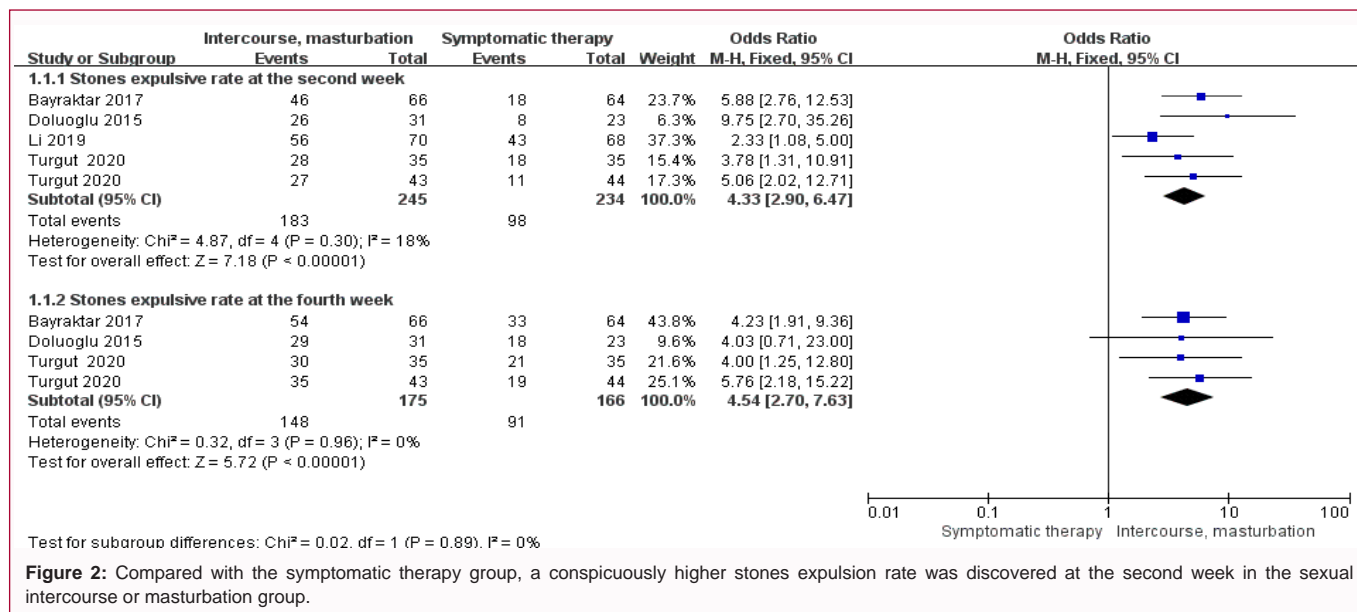 Intercourse, masturbation Symptomatic therapy Odds Ratio Odds Ratio
Study or Subgroup Events Total Events Total Weight M-H, Fixed, 95% CI M-H, Fixed, 95% CI
1.1.1 Stones expulsive rate at the second week
Bayraktar 2017 46 66 18 64 23.7% 5.88 [2.76, 12.53]
Doluoglu 2015 26 31 8 23 6.3% 9.75 [2.70, 35.26]
Li 2019 56 70 43 68 37.3% 2.33 [1.08, 5.00]
Turgut 2020 28 35 18 35 15.4% 3.78 [1.31, 10.91]
Turgut 2020 27 43 11 44 17.3% 5.06 [2.02, 12.71]
Subtotal (95% CI) 245 234 100.0% 4.33 [2.90, 6.47]
Total events 183 98
Heterogeneity: Chi² = 4.87, df = 4 (P = 0.30); I² = 18%
Test for overall effect: Z = 7.18 (P < 0.00001)
1.1.2 Stones expulsive rate at the fourth week
Bayraktar 2017 54 66 33 64 43.8% 4.23 [1.91, 9.36]
Doluoglu 2015 29 31 18 23 9.6% 4.03 [0.71, 23.00]
Turgut 2020 30 35 21 35 21.6% 4.00 [1.25, 12.80]
Turgut 2020 35 43 19 44 25.1% 5.76 [2.18, 15.22]
Subtotal (95% CI) 175 166 100.0% 4.54 [2.70, 7.63]
Total events 148 91
Heterogeneity: Chi² = 0.32, df = 3 (P = 0.96); I² = 0%
Test for overall effect: Z = 5.72 (P < 0.00001)
0.01 0.1 1 10 100
Symptomatic therapy Intercourse, masturbation
Test for subgroup differences: Chi² = 0.02, df = 1 (P = 0.89), I² = 0%
Figure 2: Compared with the symptomatic therapy group, a conspicuously higher stones expulsion rate was discovered at the second week in the sexual
intercourse or masturbation group.